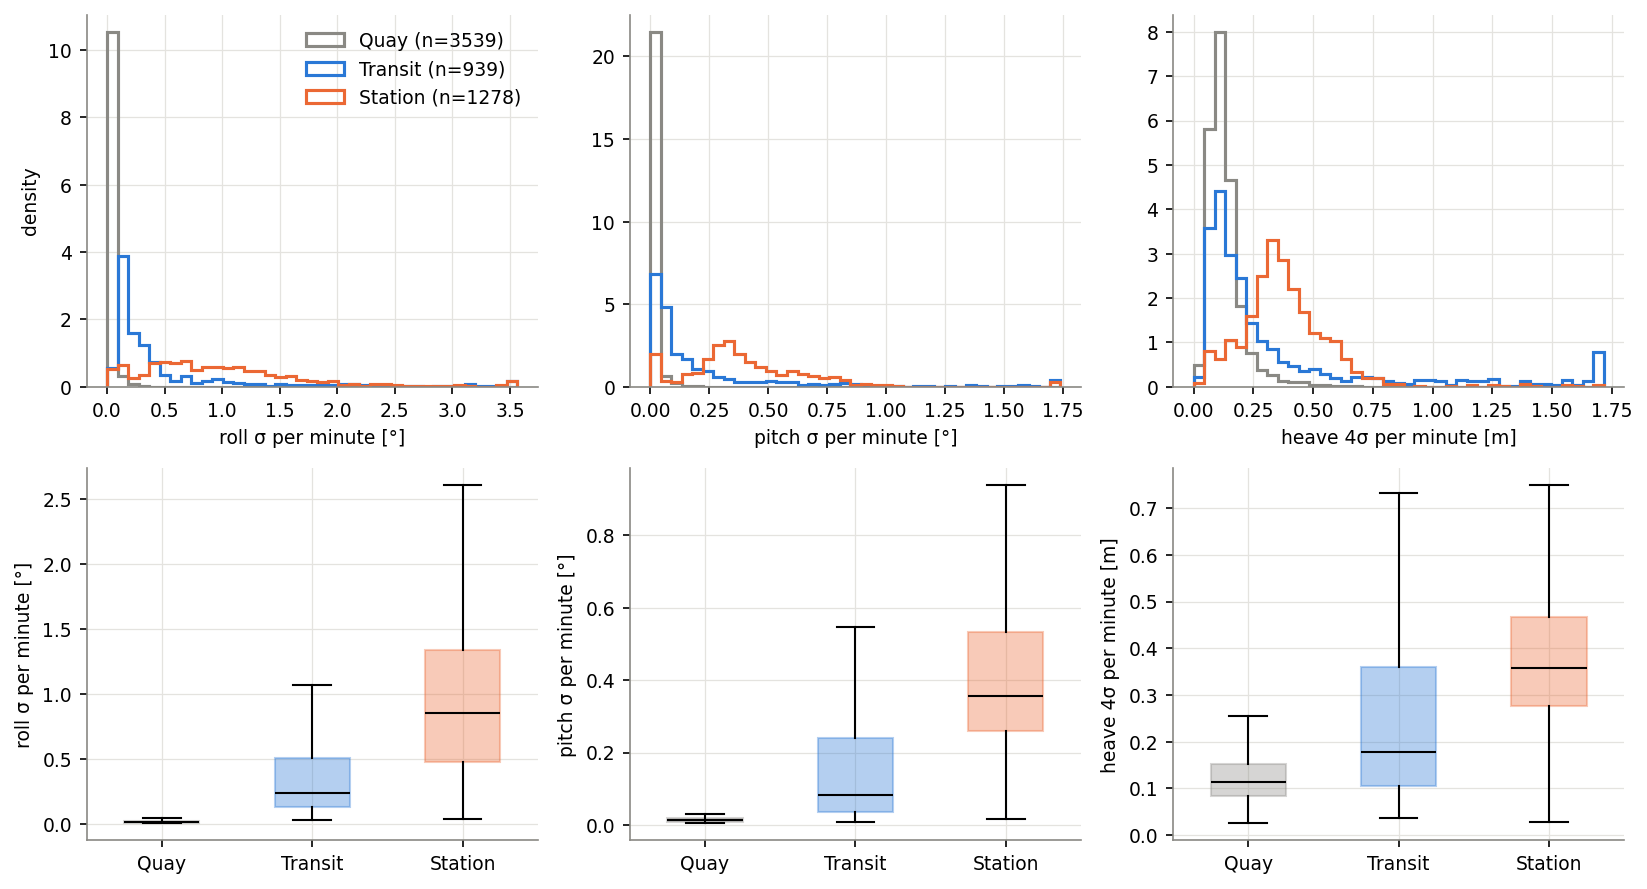 density
10
8
6
4
2
0
Quay (n=3539)
Transit (n=939)
Station (n=1278)
0.0 0.5 1.0 1.5 2.0 2.5 3.0 3.5
roll σ per minute [°]
20
15
10
5
0
0.00 0.25 0.50 0.75 1.00 1.25 1.50 1.75
pitch σ per minute [°]
8
7
6
5
4
3
2
1
0
0.00 0.25 0.50 0.75 1.00 1.25 1.50 1.75
heave 4σ per minute [m]
roll σ per minute [°]
2.5
2.0
1.5
1.0
0.5
0.0
Quay Transit Station
pitch σ per minute [°]
0.8
0.6
0.4
0.2
0.0
Quay Transit Station
heave 4σ per minute [m]
0.7
0.6
0.5
0.4
0.3
0.2
0.1
0.0
Quay Transit Station